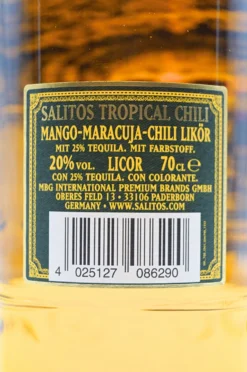 SALITOS TROPICAL CHILI
MANGO-MARACUJA-CHILI LIKÖR
MIT 25% TEQUILA. MIT FARBSTOFF.
20% VOL. LICOR 70CL ℮
CON 25% TEQUILA. CON COLORANTE.
MBG INTERNATIONAL PREMIUM BRANDS GMBH
OBERES FELD 13 • 33106 PADERBORN
GERMANY • WWW.SALITOS.COM
4 025127 086290